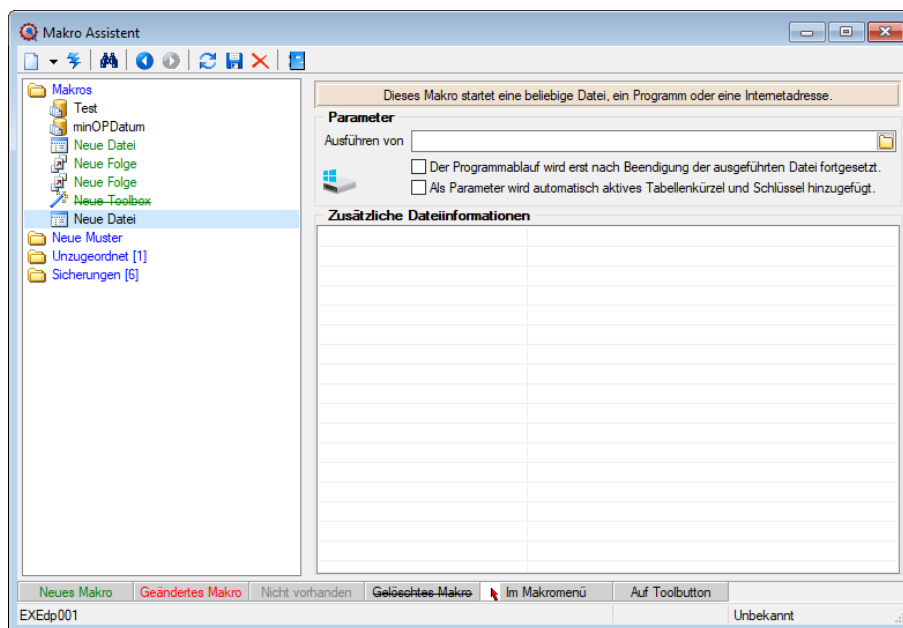 Makro Assistent
Makros
Test
minOPDatum
Neue Datei
Neue Folge
Neue Folge
Neue Toolbox
Neue Datei
Neue Muster
Unzugeordnet [1]
Sicherungen [6]
Dieses Makro startet eine beliebige Datei, ein Programm oder eine Internetadresse.
Parameter
Ausführen von
Der Programmablauf wird erst nach Beendigung der ausgeführten Datei fortgesetzt.
Als Parameter wird automatisch aktives Tabellenkürzel und Schlüssel hinzugefügt.
Zusätzliche Dateiinformationen
Neues Makro Geändertes Makro Nicht vorhanden Gelöschtes Makro Im Makromenü Auf Toolbutton
EXEdp001 Unbekannt